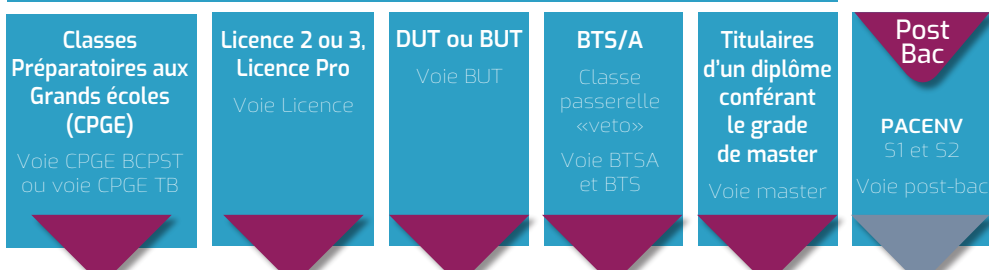 Classes
Préparatoires aux
Grands écoles
(CPGE)
Voie CPGE BCPST
ou voie CPGE TB
Licence 2 ou 3,
Licence Pro
Voie Licence
DUT ou BUT
Voie BUT
BTS/A
Classe
passerelle
«veto»
Voie BTSA
et BTS
Titulaires
d'un diplôme
conférant
le grade
de master
Voie master
Post
Bac
PACENV
S1 et S2
Voie post-bac